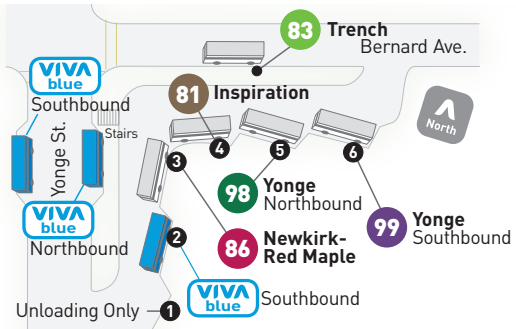 83 Trench
Bernard Ave.
VIVA
blue
Southbound
81 Inspiration
North
Yonge St.
Stairs
3
4
5
6
98 Yonge
Northbound
99 Yonge
Southbound
VIVA
blue
Northbound
86 Newkirk-
Red Maple
2
VIVA
blue
Southbound
Unloading Only 1